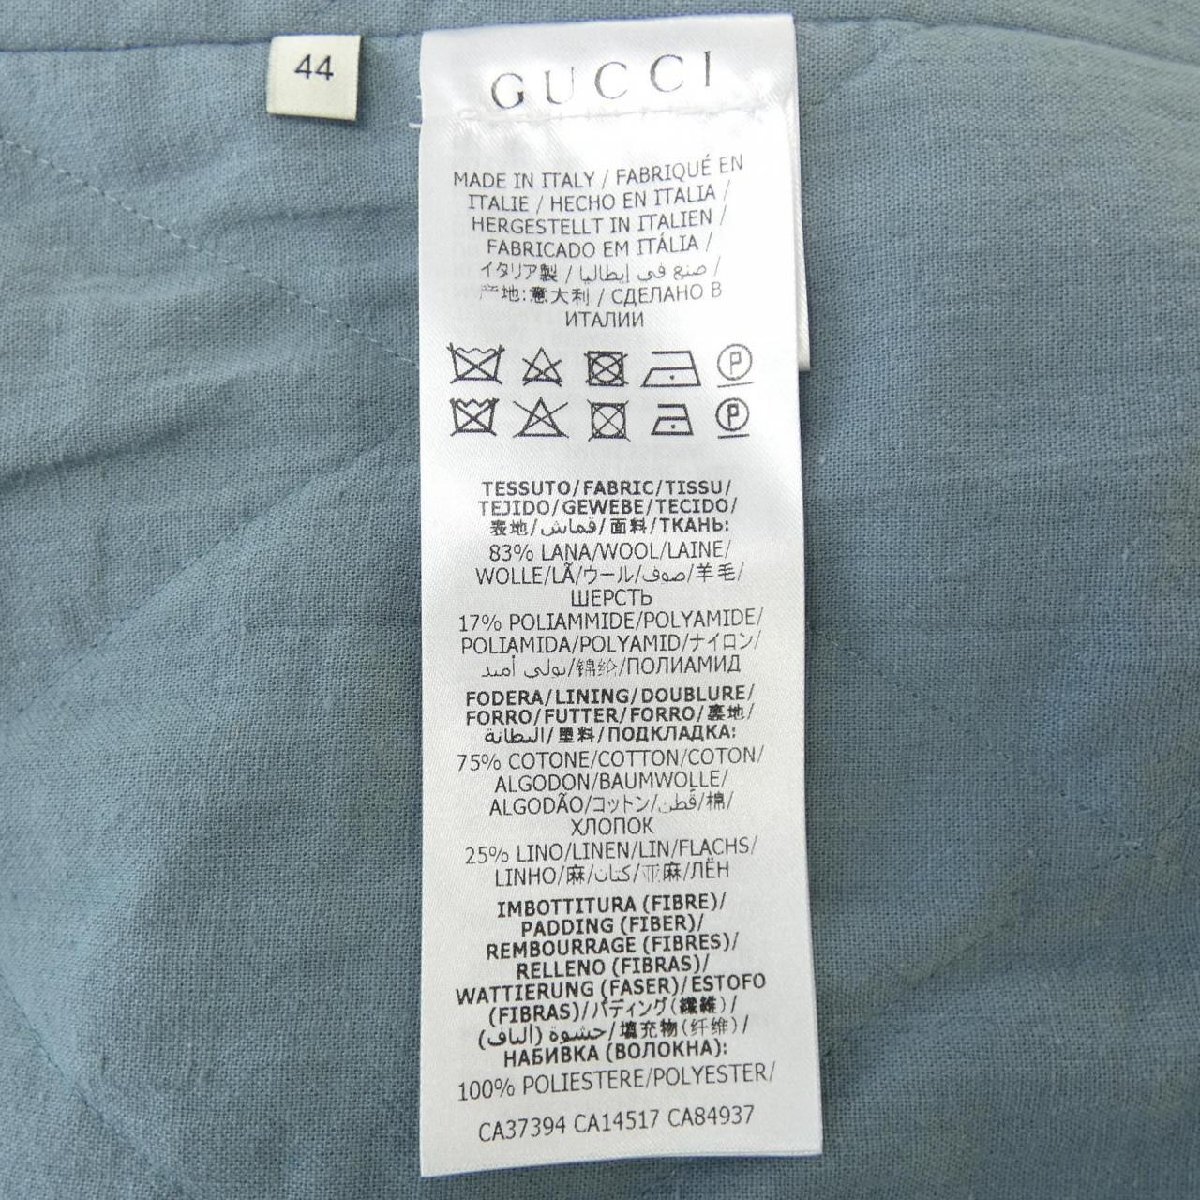 44
GUCCI
MADE IN ITALY / FABRIQUÉ EN
ITALIE / HECHO EN ITALIA /
HERGESTELLT IN ITALIEN /
FABRICADO EM ITÁLIA /
イタリア製 / صنع في إيطاليا /
产地:意大利 / СДЕЛАНО В
ИТАЛИИ
P
P
TESSUTO/FABRIC/TISSU/
TEJIDO/GEWEBE/TECIDO/
表地/قماش/面料/ТКАНЬ:
83% LANA/WOOL/LAINE/
WOLLE/LÃ/ウール/صوف/羊毛/
ШЕРСТЬ
17% POLIAMMIDE/POLYAMIDE/
POLIAMIDA/POLYAMID/ナイロン/
بولي أميد/锦纶/ПОЛИАМИД
FODERA/LINING/DOUBLURE/
FORRO/FUTTER/FORRO/裏地/
البطانة/里料/ПОДКЛАДКА:
75% COTONE/COTTON/COTON/
ALGODON/BAUMWOLLE/
ALGODÃO/コットン/قطن/棉/
ХЛОПОК
25% LINO/LINEN/LIN/FLACHS/
LINHO/麻/كتان/亚麻/ЛЁН
IMBOTTITURA (FIBRE)/
PADDING (FIBER)/
REMBOURRAGE (FIBRES)/
RELLENO (FIBRAS)/
WATTIERUNG (FASER)/ESTOFO
(FIBRAS)/パディング(繊維)/
حشوة (الياف)/填充物(纤维)/
НАБИВКА (ВОЛОКНА):
100% POLIESTERE/POLYESTER/
CA37394 CA14517 CA84937